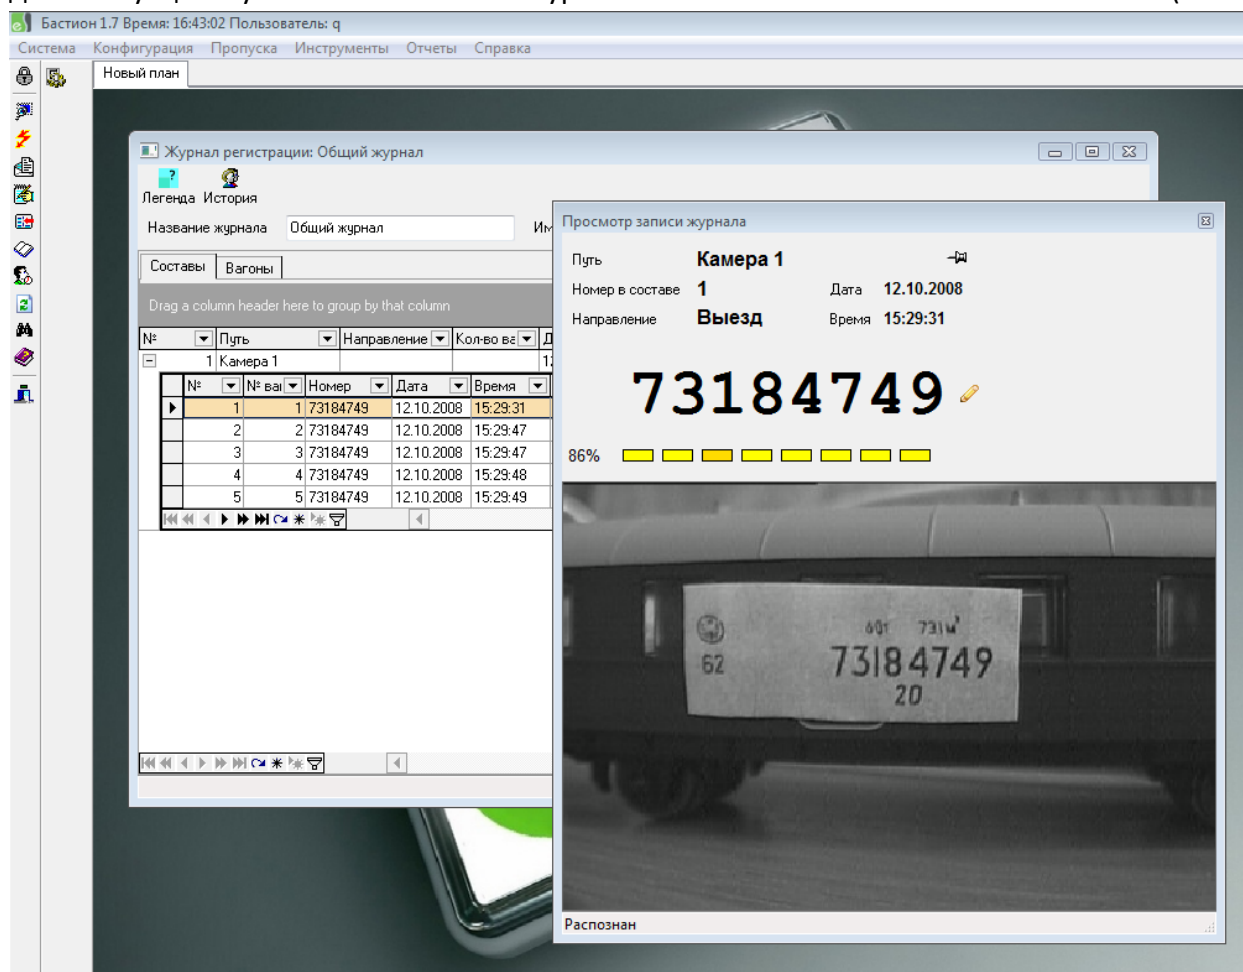 Бастион 1.7 Время: 16:43:02 Пользователь: q
Система Конфигурация Пропуска Инструменты Отчеты Справка
Новый план
Журнал регистрации: Общий журнал
Легенда История
Название журнала Общий журнал
Составы Вагоны
Drag a column header here to group by that column
№ Путь Направление Кол-во ва
1 Камера 1
№ № ваг Номер Дата Время
1 1 73184749 12.10.2008 15:29:31
2 2 73184749 12.10.2008 15:29:47
3 3 73184749 12.10.2008 15:29:47
4 4 73184749 12.10.2008 15:29:48
5 5 73184749 12.10.2008 15:29:49
Просмотр записи журнала
Путь Камера 1
Номер в составе 1 Дата 12.10.2008
Направление Выезд Время 15:29:31
73184749
86%
731м³
62 73184749
20
Распознан